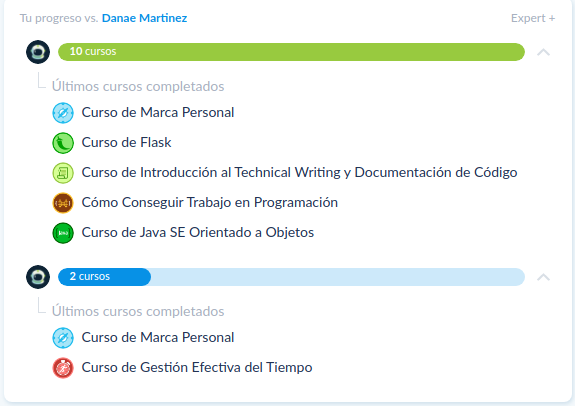 Tu progreso vs. Danae Martinez
Expert +
10 cursos
Últimos cursos completados
Curso de Marca Personal
Curso de Flask
Curso de Introducción al Technical Writing y Documentación de Código
Cómo Conseguir Trabajo en Programación
Curso de Java SE Orientado a Objetos
2 cursos
Últimos cursos completados
Curso de Marca Personal
Curso de Gestión Efectiva del Tiempo